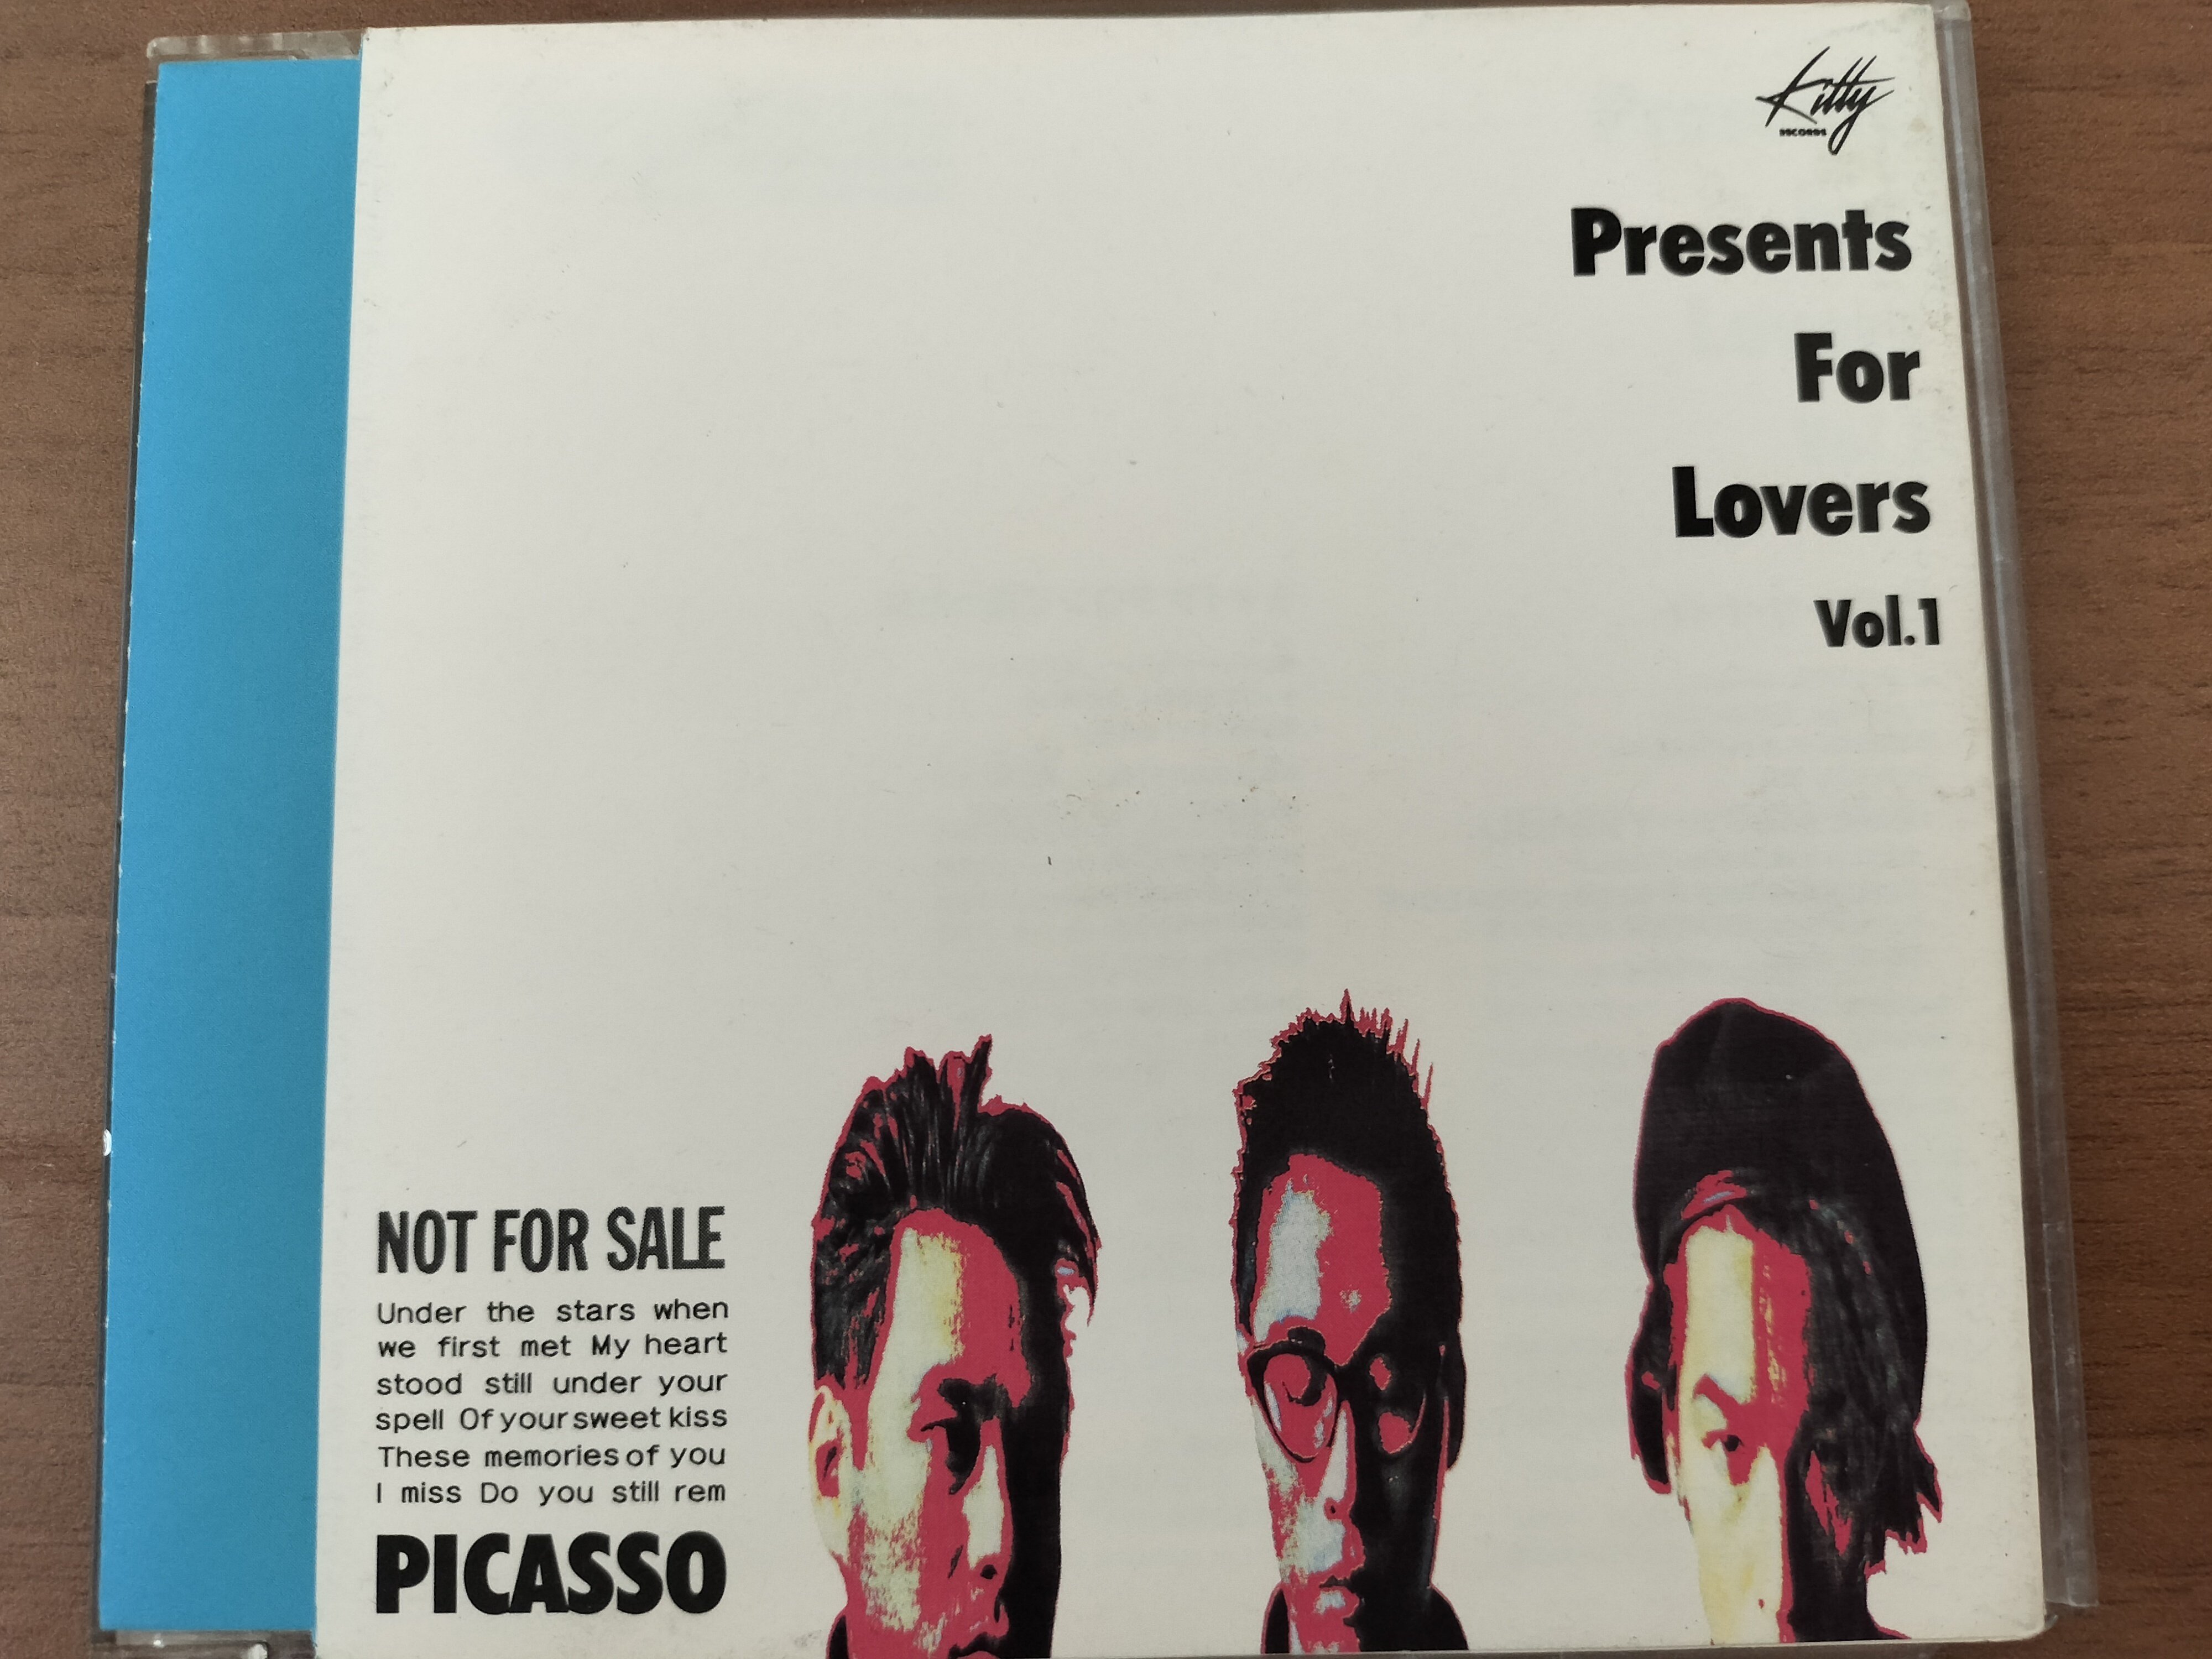 Kitty
RECORDS
Presents
For
Lovers
Vol.1
NOT FOR SALE
Under the stars when
we first met My heart
stood still under your
spell Of your sweet kiss
These memories of you
I miss Do you still rem
PICASSO